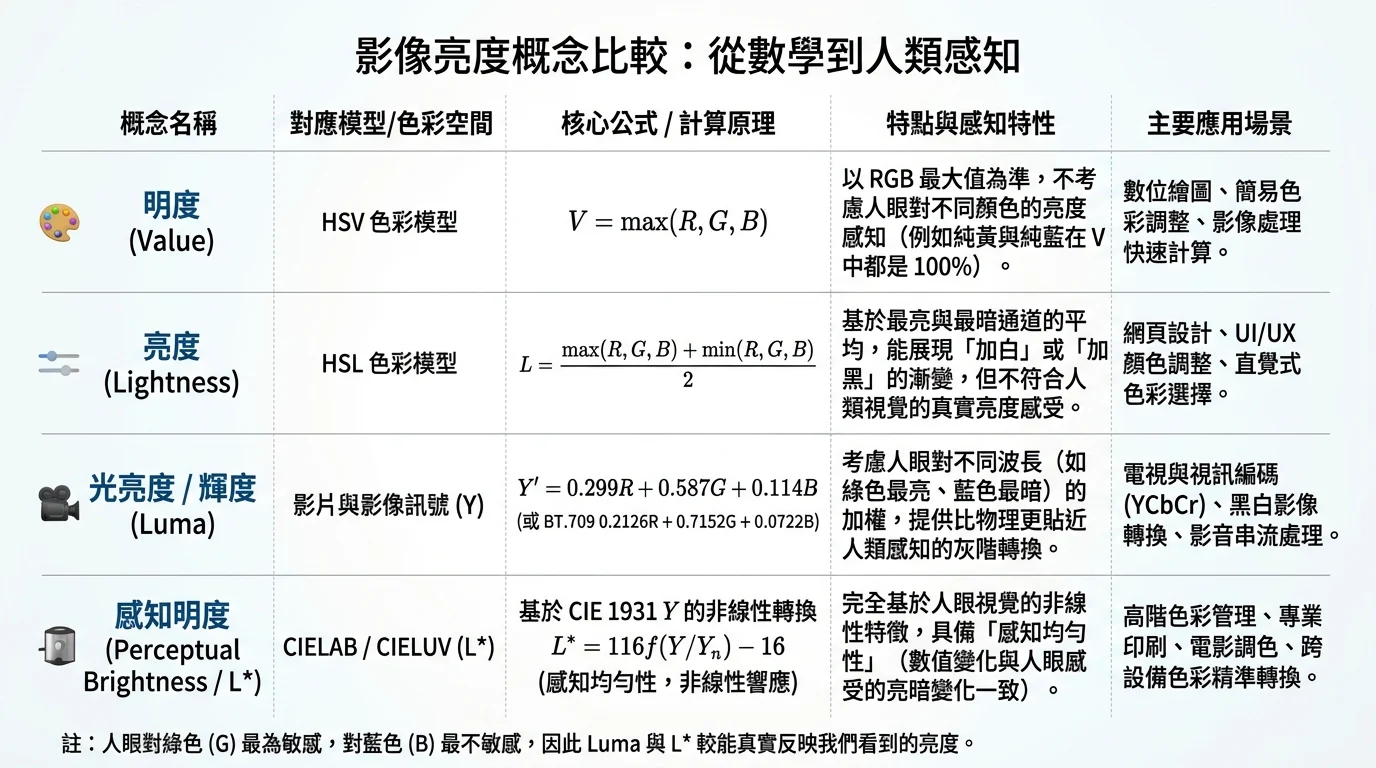 影像亮度概念比較：從數學到人類感知
概念名稱
對應模型/色彩空間
核心公式 / 計算原理
特點與感知特性
主要應用場景
明度
(Value)
HSV 色彩模型
V = max(R, G, B)
以 RGB 最大值為準，不考
慮人眼對不同顏色的亮度
感知（例如純黃與純藍在 V
中都是 100%）。
數位繪圖、簡易色
彩調整、影像處理
快速計算。
亮度
(Lightness)
HSL 色彩模型
L = (max(R, G, B) + min(R, G, B)) / 2
基於最亮與最暗通道的平
均，能展現「加白」或「加
黑」的漸變，但不符合人
類視覺的真實亮度感受。
網頁設計、UI/UX
顏色調整、直覺式
色彩選擇。
光亮度 / 輝度
(Luma)
影片與影像訊號 (Y)
Y′ = 0.299R + 0.587G + 0.114B
(或 BT.709 0.2126R + 0.7152G + 0.0722B)
考慮人眼對不同波長（如
綠色最亮、藍色最暗）的
加權，提供比物理更貼近
人類感知的灰階轉換。
電視與視訊編碼
(YCbCr)、黑白影像
轉換、影音串流處理。
感知明度
(Perceptual
Brightness / L*)
CIELAB / CIELUV (L*)
基於 CIE 1931 Y 的非線性轉換
L* = 116f(Y/Yₙ) − 16
(感知均勻性，非線性響應)
完全基於人眼視覺的非線
性特徵，具備「感知均勻
性」（數值變化與人眼感
受的亮暗變化一致）。
高階色彩管理、專業
印刷、電影調色、跨
設備色彩精準轉換。
註：人眼對綠色 (G) 最為敏感，對藍色 (B) 最不敏感，因此 Luma 與 L* 較能真實反映我們看到的亮度。